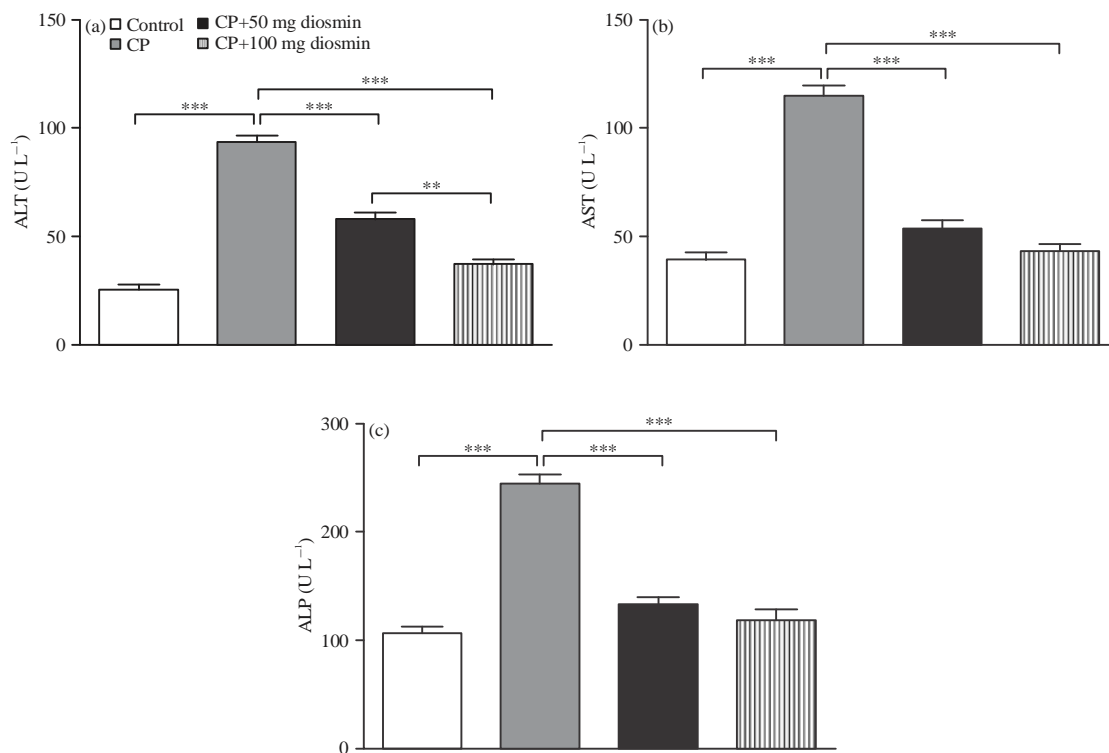 (a)
Control
CP
CP+50 mg diosmin
CP+100 mg diosmin
150
100
50
0
ALT (U L⁻¹)
***
***
***
**
(b)
150
100
50
0
AST (U L⁻¹)
***
***
***
(c)
300
200
100
0
ALP (U L⁻¹)
***
***
***